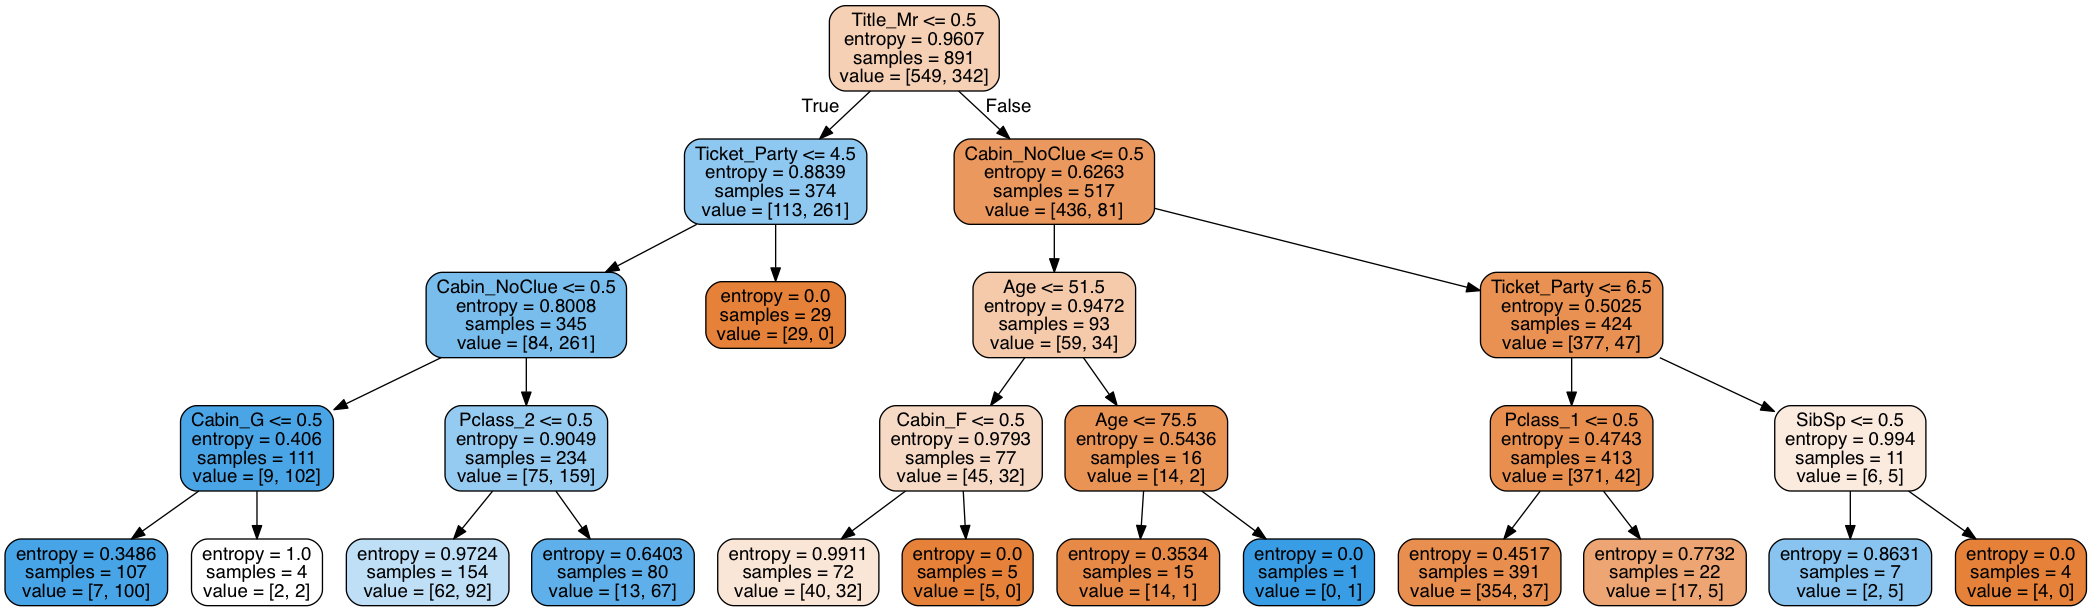 Title_Mr <= 0.5
entropy = 0.9607
samples = 891
value = [549, 342]
True
False
Ticket_Party <= 4.5
entropy = 0.8839
samples = 374
value = [113, 261]
Cabin_NoClue <= 0.5
entropy = 0.6263
samples = 517
value = [436, 81]
Cabin_NoClue <= 0.5
entropy = 0.8008
samples = 345
value = [84, 261]
entropy = 0.0
samples = 29
value = [29, 0]
Age <= 51.5
entropy = 0.9472
samples = 93
value = [59, 34]
Ticket_Party <= 6.5
entropy = 0.5025
samples = 424
value = [377, 47]
Cabin_G <= 0.5
entropy = 0.406
samples = 111
value = [9, 102]
Pclass_2 <= 0.5
entropy = 0.9049
samples = 234
value = [75, 159]
Cabin_F <= 0.5
entropy = 0.9793
samples = 77
value = [45, 32]
Age <= 75.5
entropy = 0.5436
samples = 16
value = [14, 2]
Pclass_1 <= 0.5
entropy = 0.4743
samples = 413
value = [371, 42]
SibSp <= 0.5
entropy = 0.994
samples = 11
value = [6, 5]
entropy = 0.3486
samples = 107
value = [7, 100]
entropy = 1.0
samples = 4
value = [2, 2]
entropy = 0.9724
samples = 154
value = [62, 92]
entropy = 0.6403
samples = 80
value = [13, 67]
entropy = 0.9911
samples = 72
value = [40, 32]
entropy = 0.0
samples = 5
value = [5, 0]
entropy = 0.3534
samples = 15
value = [14, 1]
entropy = 0.0
samples = 1
value = [0, 1]
entropy = 0.4517
samples = 391
value = [354, 37]
entropy = 0.7732
samples = 22
value = [17, 5]
entropy = 0.8631
samples = 7
value = [2, 5]
entropy = 0.0
samples = 4
value = [4, 0]